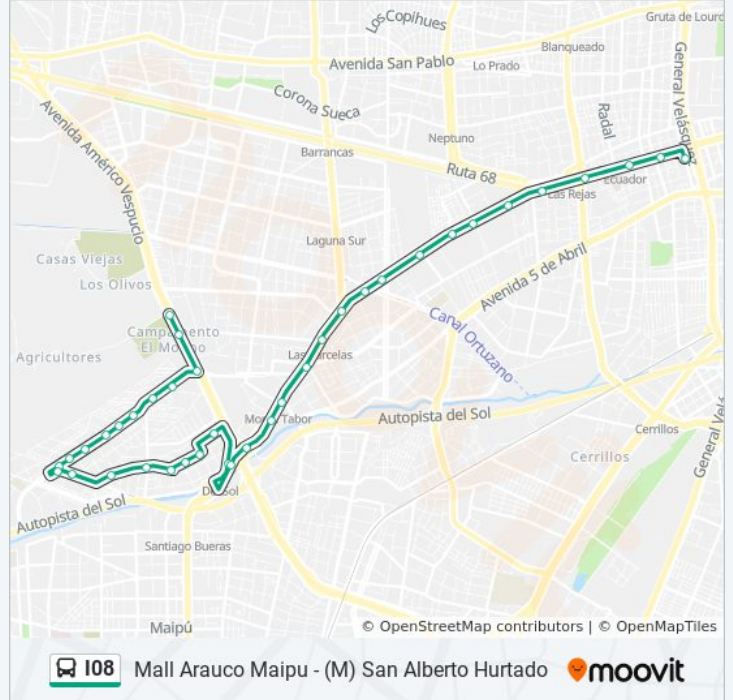 Los Copihues
Gruta de Lourd
Blanqueado
Avenida San Pablo
Lo Prado
General Velásquez
Corona Sueca
Radal
Avenida Américo Vespucio
Neptuno
Barrancas
Ruta 68
Ecuador
Las Rejas
Laguna Sur
Casas Viejas
Avenida 5 de Abril
Los Olivos
Canal Ortuzano
Campamento
El Mo
Agricultores
Las Parcelas
Monte Tabor
Autopista del Sol
Cerrillos
General Velá
Cerrillos
Del Sol
Autopista del Sol
Santiago Bueras
Maipú
© OpenStreetMap contributors | © OpenMapTiles
I08 Mall Arauco Maipu - (M) San Alberto Hurtado moovit